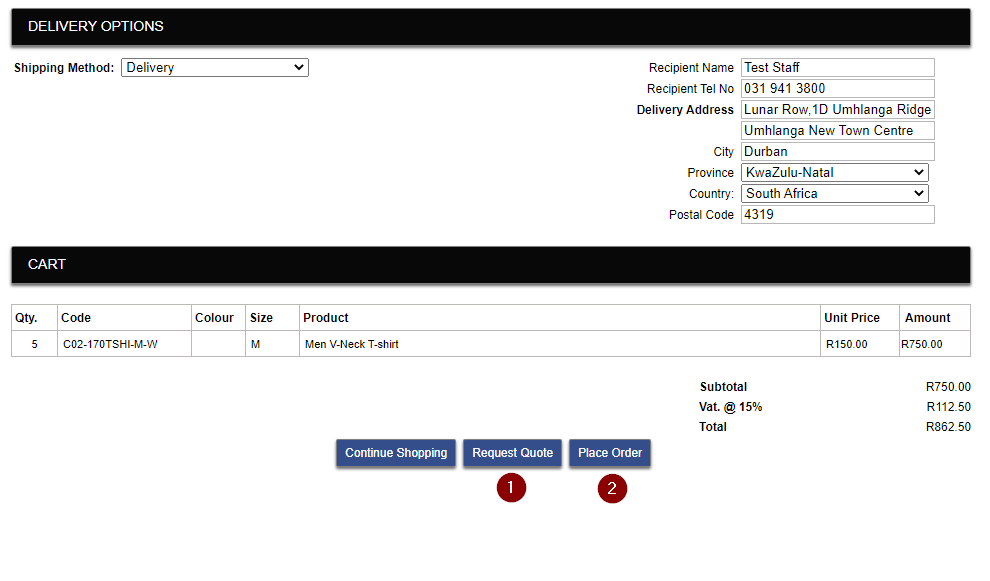 DELIVERY OPTIONS
Shipping Method: Delivery
Recipient Name Test Staff
Recipient Tel No 031 941 3800
Delivery Address Lunar Row,1D Umhlanga Ridge
Umhlanga New Town Centre
City Durban
Province KwaZulu-Natal
Country: South Africa
Postal Code 4319
CART
Qty. Code Colour Size Product Unit Price Amount
5 C02-170TSHI-M-W M Men V-Neck T-shirt R150.00 R750.00
Subtotal R750.00
Vat. @ 15% R112.50
Total R862.50
Continue Shopping Request Quote Place Order
1 2